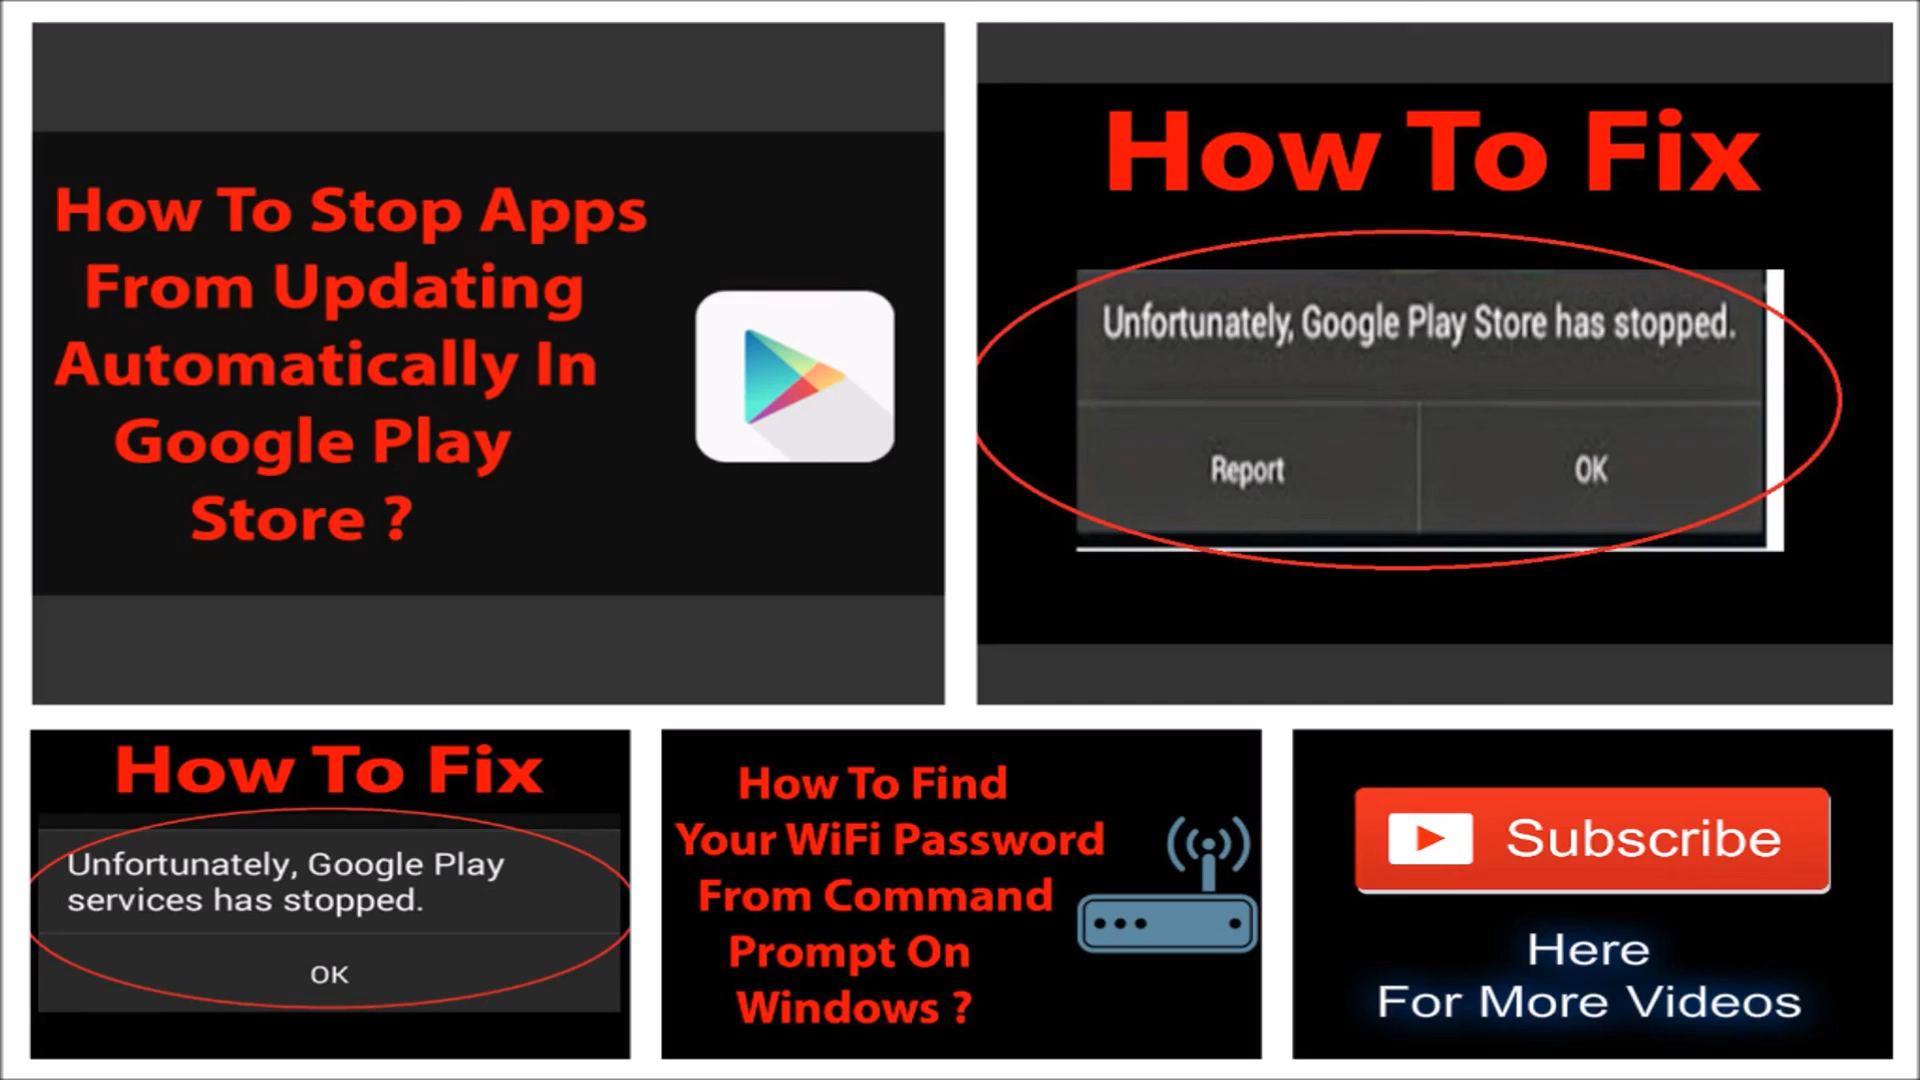 How To Stop Apps
From Updating
Automatically In
Google Play
Store ?
How To Fix
Unfortunately, Google Play Store has stopped.
Report
OK
How To Fix
Unfortunately, Google Play
services has stopped.
OK
How To Find
Your WiFi Password
From Command
Prompt On
Windows ?
Subscribe
Here
For More Videos